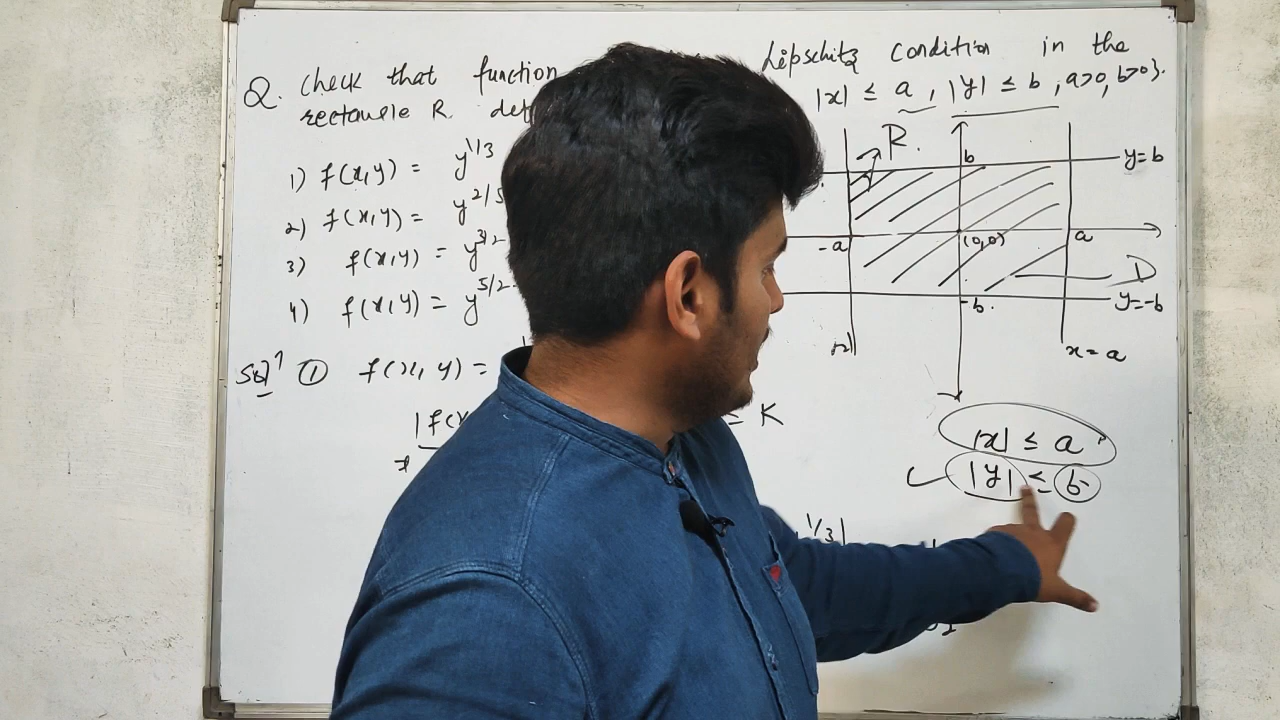 Q. Check that function Lipschitz condition in the
rectangle R. |x| ≤ a, |y| ≤ b, a>0, b>0}.
1) f(x,y) = y^1/3
2) f(x,y) = y^2/5
3) f(x,y) = y^3/2
4) f(x,y) = y^5/2
R.
b
y=b
-a
(0,0)
a
D
-b.
y=-b
x=a
Sol^n ① f(x,y) =
|f(x = K
|x| ≤ a
|y| ≤ b
^1/3|